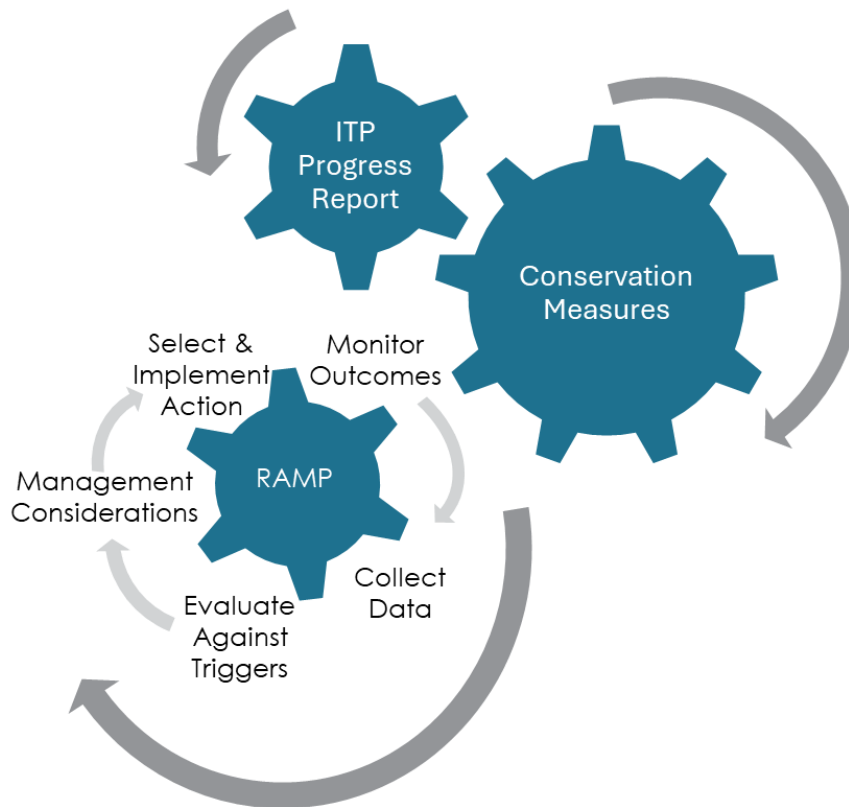 ITP
Progress
Report
Conservation
Measures
Select &
Implement
Action
Monitor
Outcomes
RAMP
Management
Considerations
Collect
Data
Evaluate
Against
Triggers